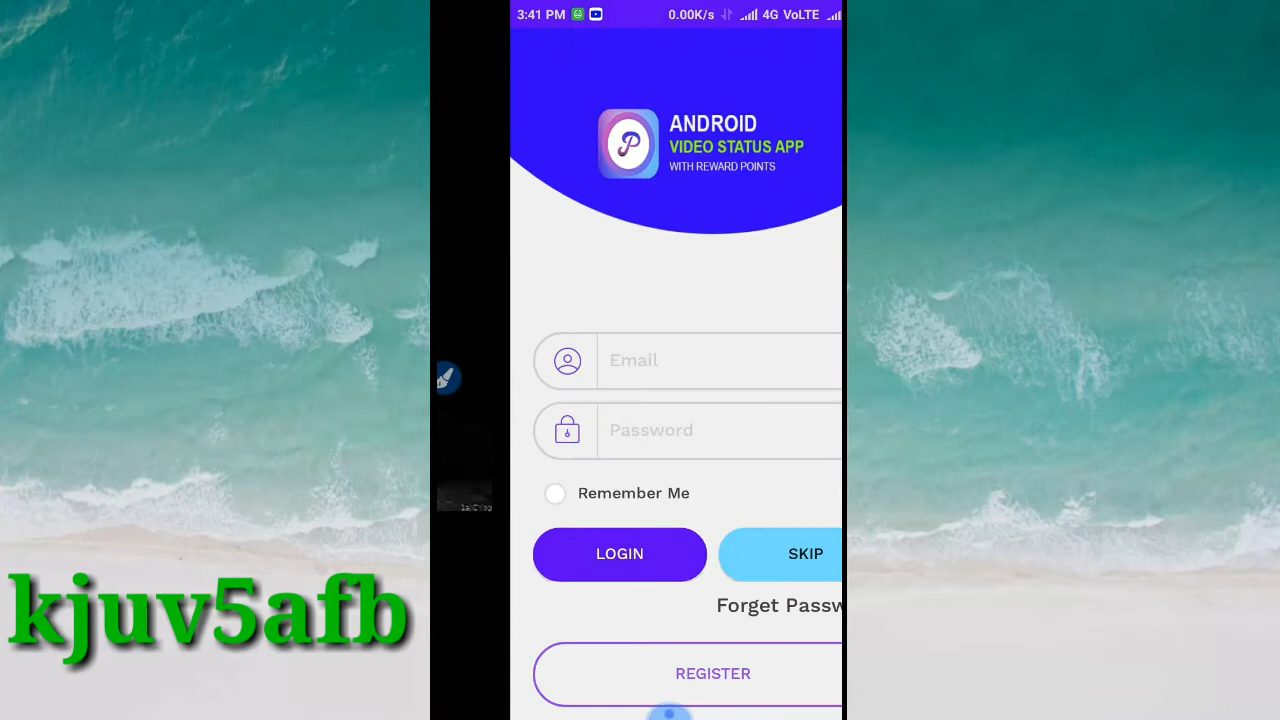 3:41 PM 0.00K/s 4G VoLTE
ANDROID
VIDEO STATUS APP
WITH REWARD POINTS
Email
Password
Remember Me
LOGIN SKIP
Forget Passw
REGISTER
kjuv5afb